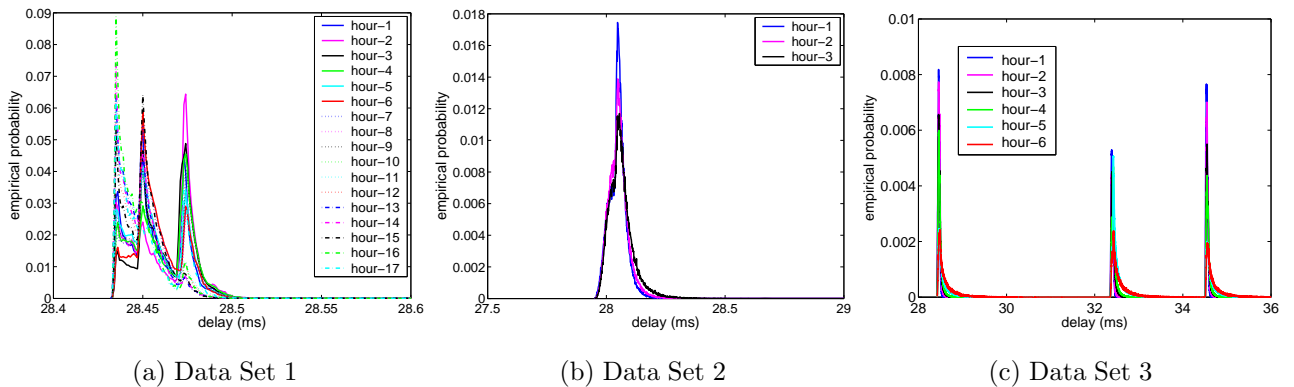 0.09
0.08
0.07
0.06
0.05
0.04
0.03
0.02
0.01
0
empirical probability
28.4
28.45
28.5
28.55
28.6
delay (ms)
hour−1
hour−2
hour−3
hour−4
hour−5
hour−6
hour−7
hour−8
hour−9
hour−10
hour−11
hour−12
hour−13
hour−14
hour−15
hour−16
hour−17
(a) Data Set 1
0.018
0.016
0.014
0.012
0.01
0.008
0.006
0.004
0.002
0
empirical probability
27.5
28
28.5
29
delay (ms)
hour−1
hour−2
hour−3
(b) Data Set 2
0.01
0.008
0.006
0.004
0.002
0
empirical probability
28
30
32
34
36
delay (ms)
hour−1
hour−2
hour−3
hour−4
hour−5
hour−6
(c) Data Set 3